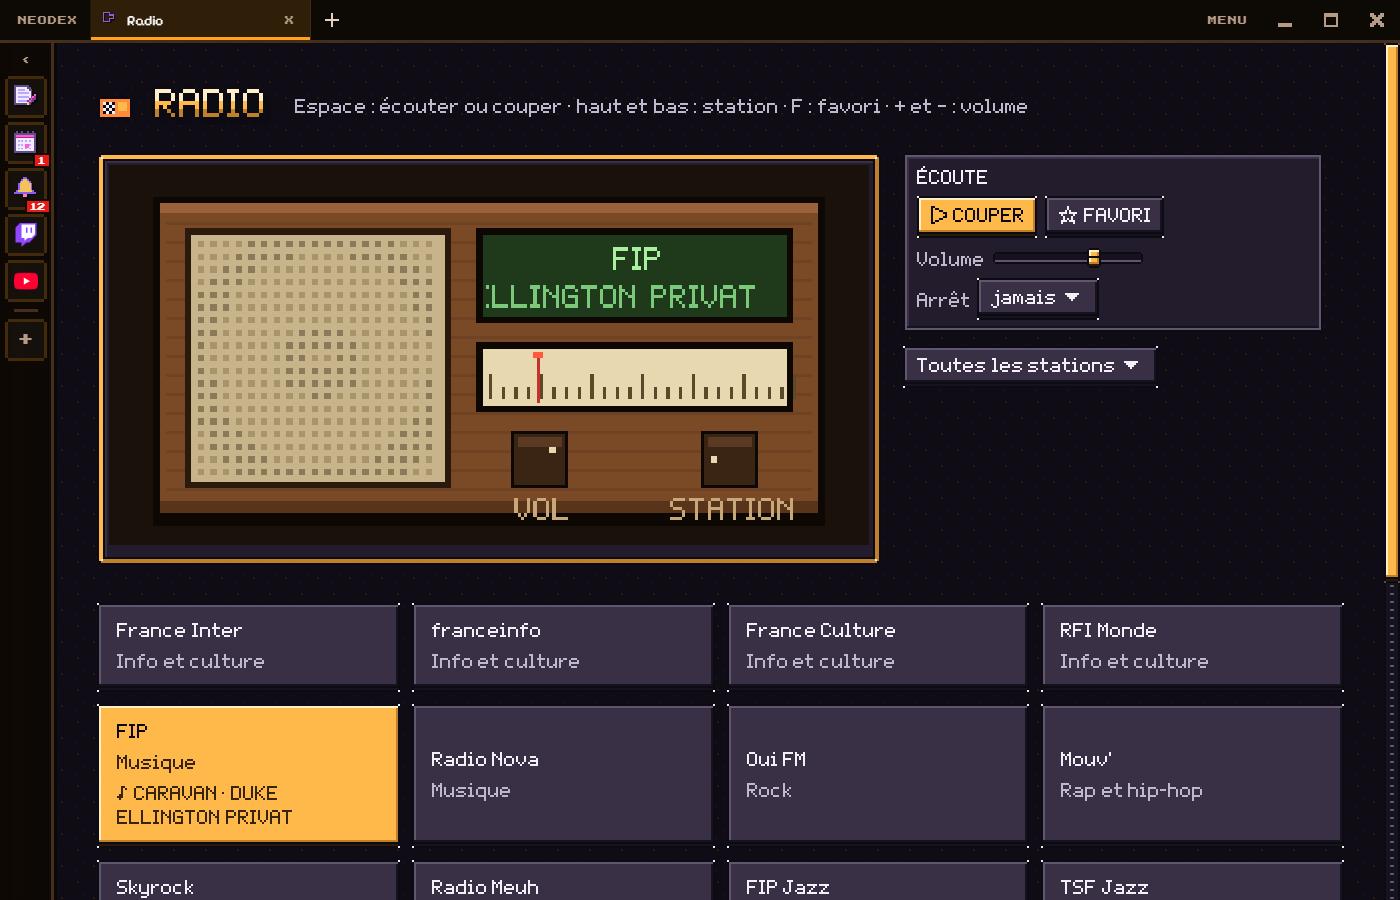 NEODEX
Radio
MENU
1
12
RADIO
Espace : écouter ou couper · haut et bas : station · F : favori · + et - : volume
FIP
LLINGTON PRIVAT
VOL
STATION
ÉCOUTE
COUPER
FAVORI
Volume
Arrêt
jamais
Toutes les stations
France Inter
Info et culture
franceinfo
Info et culture
France Culture
Info et culture
RFI Monde
Info et culture
FIP
Musique
♪ CARAVAN · DUKE
ELLINGTON PRIVAT
Radio Nova
Musique
Oui FM
Rock
Mouv'
Rap et hip-hop
Skyrock
Radio Meuh
FIP Jazz
TSF Jazz